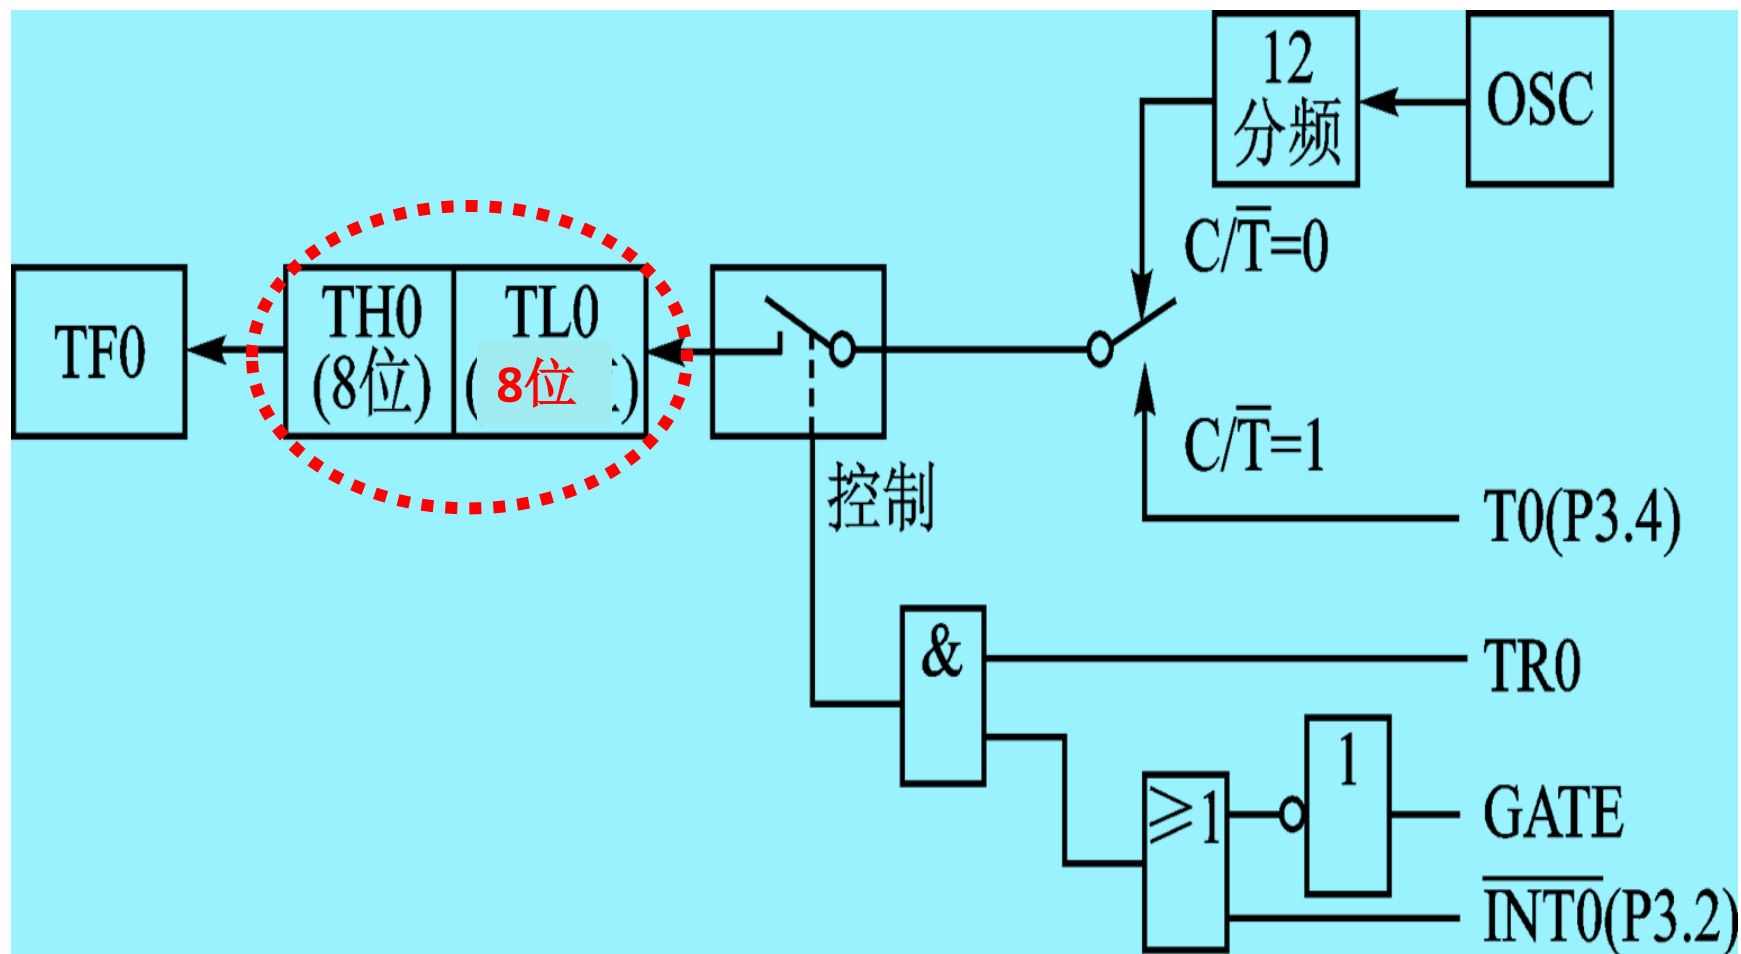 12
分频
OSC
C/T̅=0
TF0
TH0
(8位)
TL0
(8位)
控制
C/T̅=1
T0(P3.4)
&
TR0
1
≥1
GATE
I̅N̅T̅0̅(P3.2)